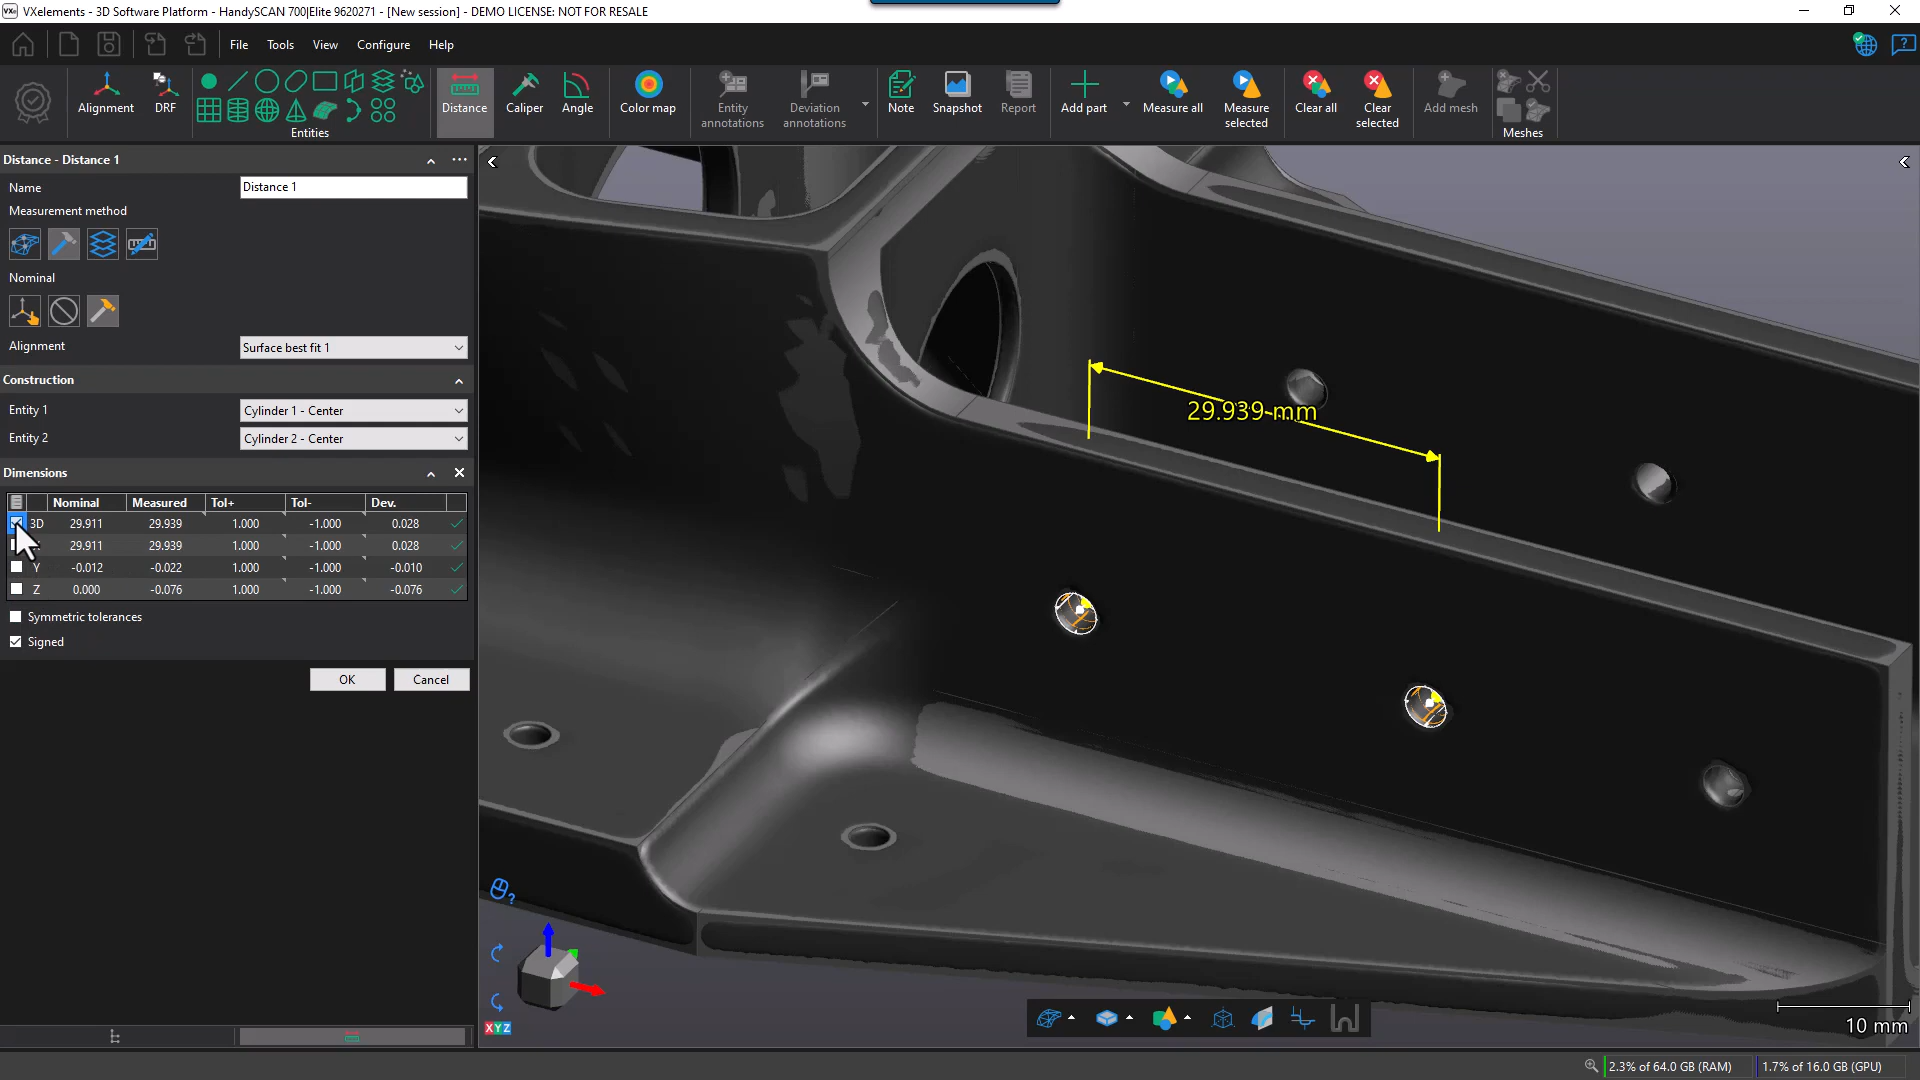 VXelements - 3D Software Platform - HandySCAN 700|Elite 9620271 - [New session] - DEMO LICENSE: NOT FOR RESALE
File Tools View Configure Help
Alignment DRF Entities Distance Caliper Angle Color map Entity annotations Deviation annotations Note Snapshot Report Add part Measure all Measure selected Clear all Clear selected Add mesh Meshes
Distance - Distance 1
Name Distance 1
Measurement method
Nominal
Alignment Surface best fit 1
Construction
Entity 1 Cylinder 1 - Center
Entity 2 Cylinder 2 - Center
Dimensions
Nominal Measured Tol+ Tol- Dev.
3D 29.911 29.939 1.000 -1.000 0.028
29.911 29.939 1.000 -1.000 0.028
Y -0.012 -0.022 1.000 -1.000 -0.010
Z 0.000 -0.076 1.000 -1.000 -0.076
Symmetric tolerances
Signed
OK Cancel
29.939 mm
XYZ
10 mm
2.3% of 64.0 GB (RAM) 1.7% of 16.0 GB (GPU)